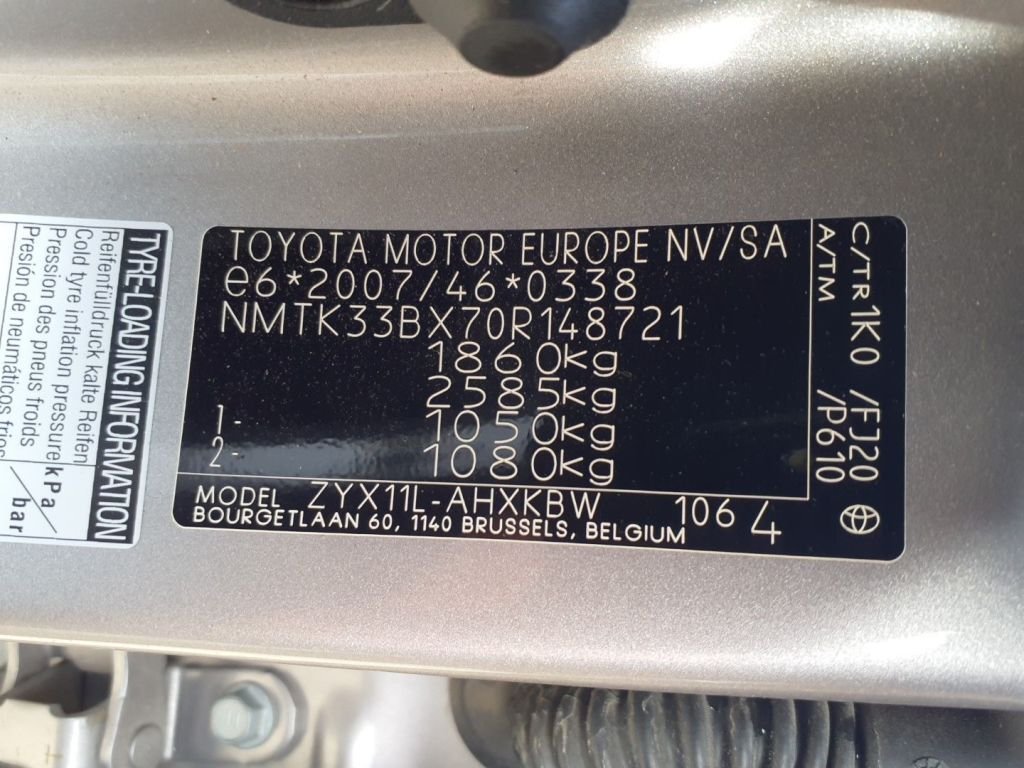 TOYOTA MOTOR EUROPE NV/SA
e6*2007/46*0338
NMTK33BX70R148721
1860kg
2585kg
1- 1050kg
2- 1080kg
MODEL ZYX11L-AHXKBW 1064
BOURGETLAAN 60, 1140 BRUSSELS, BELGIUM
C/TR 1K0 /FJ20
A/TM /P610
TYRE-LOADING INFORMATION
Reifenfülldruck kalte Reifen
Cold tyre inflation pressure
Pression des pneus froids
Presión de neumáticos fríos
kPa/
/bar